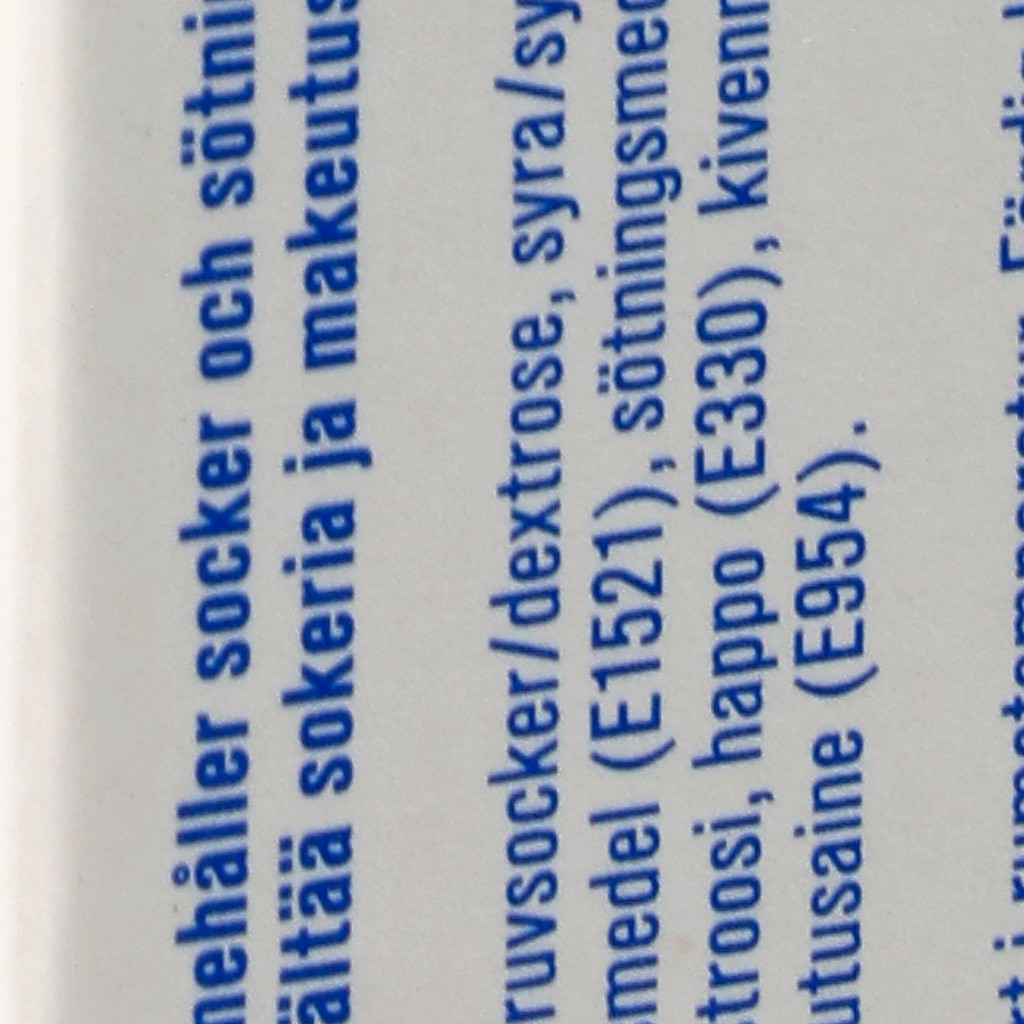 nehåller socker och sötni
ältää sokeria ja makeutus
ruvsocker/dextrose, syra/sy
medel (E1521), sötningsmed
troosi, happo (E330), kiven
utusaine (E954).